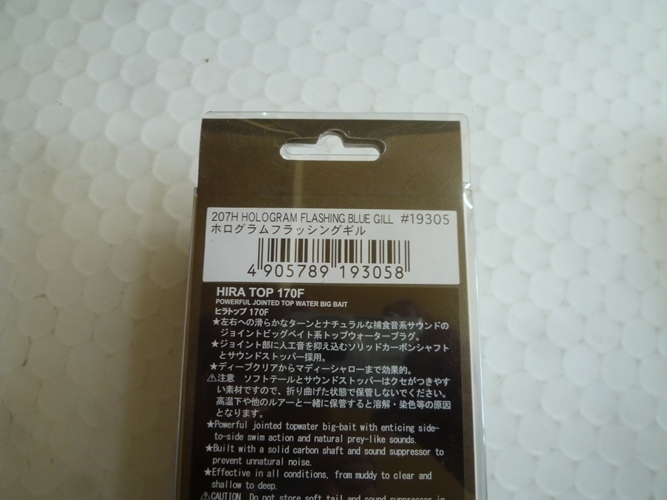 207H HOLOGRAM FLASHING BLUE GILL #19305
ホログラムフラッシングギル
4 905789 193058
HIRA TOP 170F
POWERFUL JOINTED TOP WATER BIG BAIT
ヒラトップ 170F
★左右への滑らかなターンとナチュラルな捕食音系サウンドの
ジョイントビッグベイト系トップウォータープラグ。
★ジョイント部に人工音を抑え込むソリッドカーボンシャフト
とサウンドストッパー採用。
★ディープクリアからマディーシャローまで効果的。
⚠注意 ソフトテールとサウンドストッパーはクセがつきやす
い素材ですので、折り曲げた状態で保管しないでください。
高温下や他のルアーと一緒に保管すると溶解・染色等の原因
となります。
★Powerful jointed topwater big-bait with enticing side-
to-side swim action and natural prey-like sounds.
★Built with a solid carbon shaft and sound suppressor to
prevent unnatural noise.
★Effective in all conditions, from muddy to clear and
shallow to deep.
⚠CAUTION Do not store soft tail and sound suppressor in